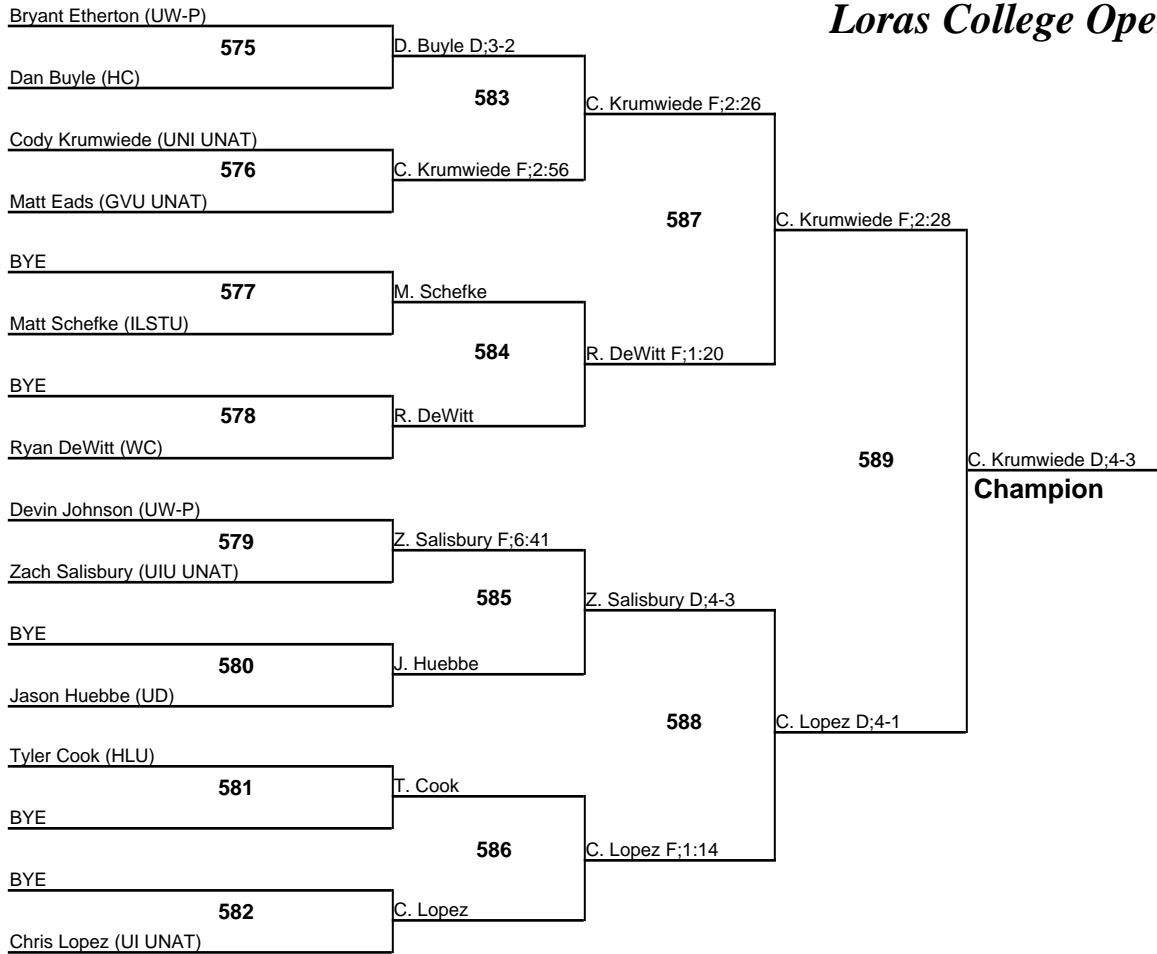 Loras College Ope
Bryant Etherton (UW-P)
575
Dan Buyle (HC)
D. Buyle D;3-2
583
C. Krumwiede F;2:26
Cody Krumwiede (UNI UNAT)
576
Matt Eads (GVU UNAT)
C. Krumwiede F;2:56
587
C. Krumwiede F;2:28
BYE
577
Matt Schefke (ILSTU)
M. Schefke
584
R. DeWitt F;1:20
BYE
578
Ryan DeWitt (WC)
R. DeWitt
589
C. Krumwiede D;4-3
Champion
Devin Johnson (UW-P)
579
Zach Salisbury (UIU UNAT)
Z. Salisbury F;6:41
585
Z. Salisbury D;4-3
BYE
580
Jason Huebbe (UD)
J. Huebbe
588
C. Lopez D;4-1
Tyler Cook (HLU)
581
BYE
T. Cook
586
C. Lopez F;1:14
BYE
582
Chris Lopez (UI UNAT)
C. Lopez